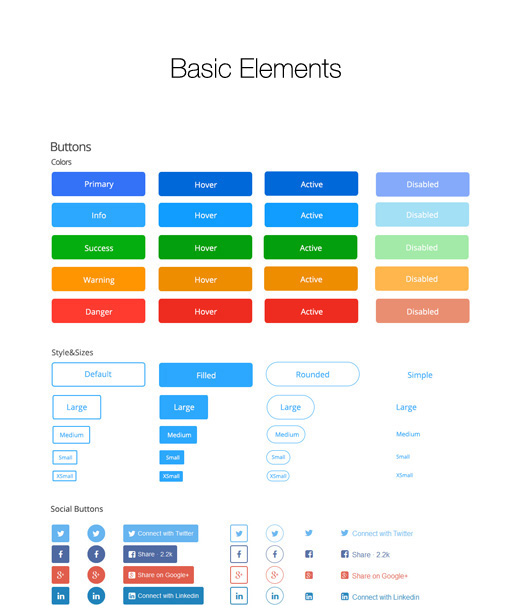 Basic Elements
Buttons
Colors
Primary Hover Active Disabled
Info Hover Active Disabled
Success Hover Active Disabled
Warning Hover Active Disabled
Danger Hover Active Disabled
Style&Sizes
Default Filled Rounded Simple
Large Large Large Large
Medium Medium Medium Medium
Small Small Small Small
XSmall XSmall XSmall XSmall
Social Buttons
Connect with Twitter Connect with Twitter
f f Share · 2.2k f f f Share · 2.2k
g+ g+ g+ Share on Google+ g+ g+ g+ g+ Share on Google+
in in in Connect with Linkedin in in in in Connect with Linkedin